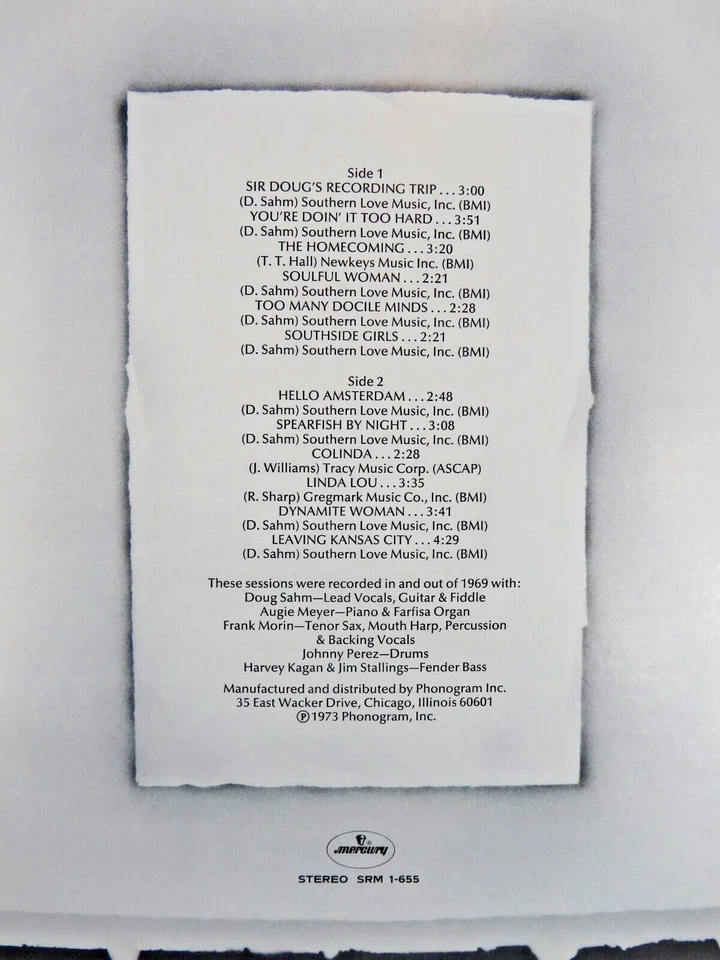 Side 1
SIR DOUG'S RECORDING TRIP...3:00
(D. Sahm) Southern Love Music, Inc. (BMI)
YOU'RE DOIN' IT TOO HARD...3:51
(D. Sahm) Southern Love Music, Inc. (BMI)
THE HOMECOMING...3:20
(T. T. Hall) Newkeys Music Inc. (BMI)
SOULFUL WOMAN...2:21
(D. Sahm) Southern Love Music, Inc. (BMI)
TOO MANY DOCILE MINDS...2:28
(D. Sahm) Southern Love Music, Inc. (BMI)
SOUTHSIDE GIRLS...2:21
(D. Sahm) Southern Love Music, Inc. (BMI)
Side 2
HELLO AMSTERDAM...2:48
(D. Sahm) Southern Love Music, Inc. (BMI)
SPEARFISH BY NIGHT...3:08
(D. Sahm) Southern Love Music, Inc. (BMI)
COLINDA...2:28
(J. Williams) Tracy Music Corp. (ASCAP)
LINDA LOU...3:35
(R. Sharp) Gregmark Music Co., Inc. (BMI)
DYNAMITE WOMAN...3:41
(D. Sahm) Southern Love Music, Inc. (BMI)
LEAVING KANSAS CITY...4:29
(D. Sahm) Southern Love Music, Inc. (BMI)
These sessions were recorded in and out of 1969 with:
Doug Sahm—Lead Vocals, Guitar & Fiddle
Augie Meyer—Piano & Farfisa Organ
Frank Morin—Tenor Sax, Mouth Harp, Percussion
& Backing Vocals
Johnny Perez—Drums
Harvey Kagan & Jim Stallings—Fender Bass
Manufactured and distributed by Phonogram Inc.
35 East Wacker Drive, Chicago, Illinois 60601
℗1973 Phonogram, Inc.
mercury®
STEREO SRM 1-655